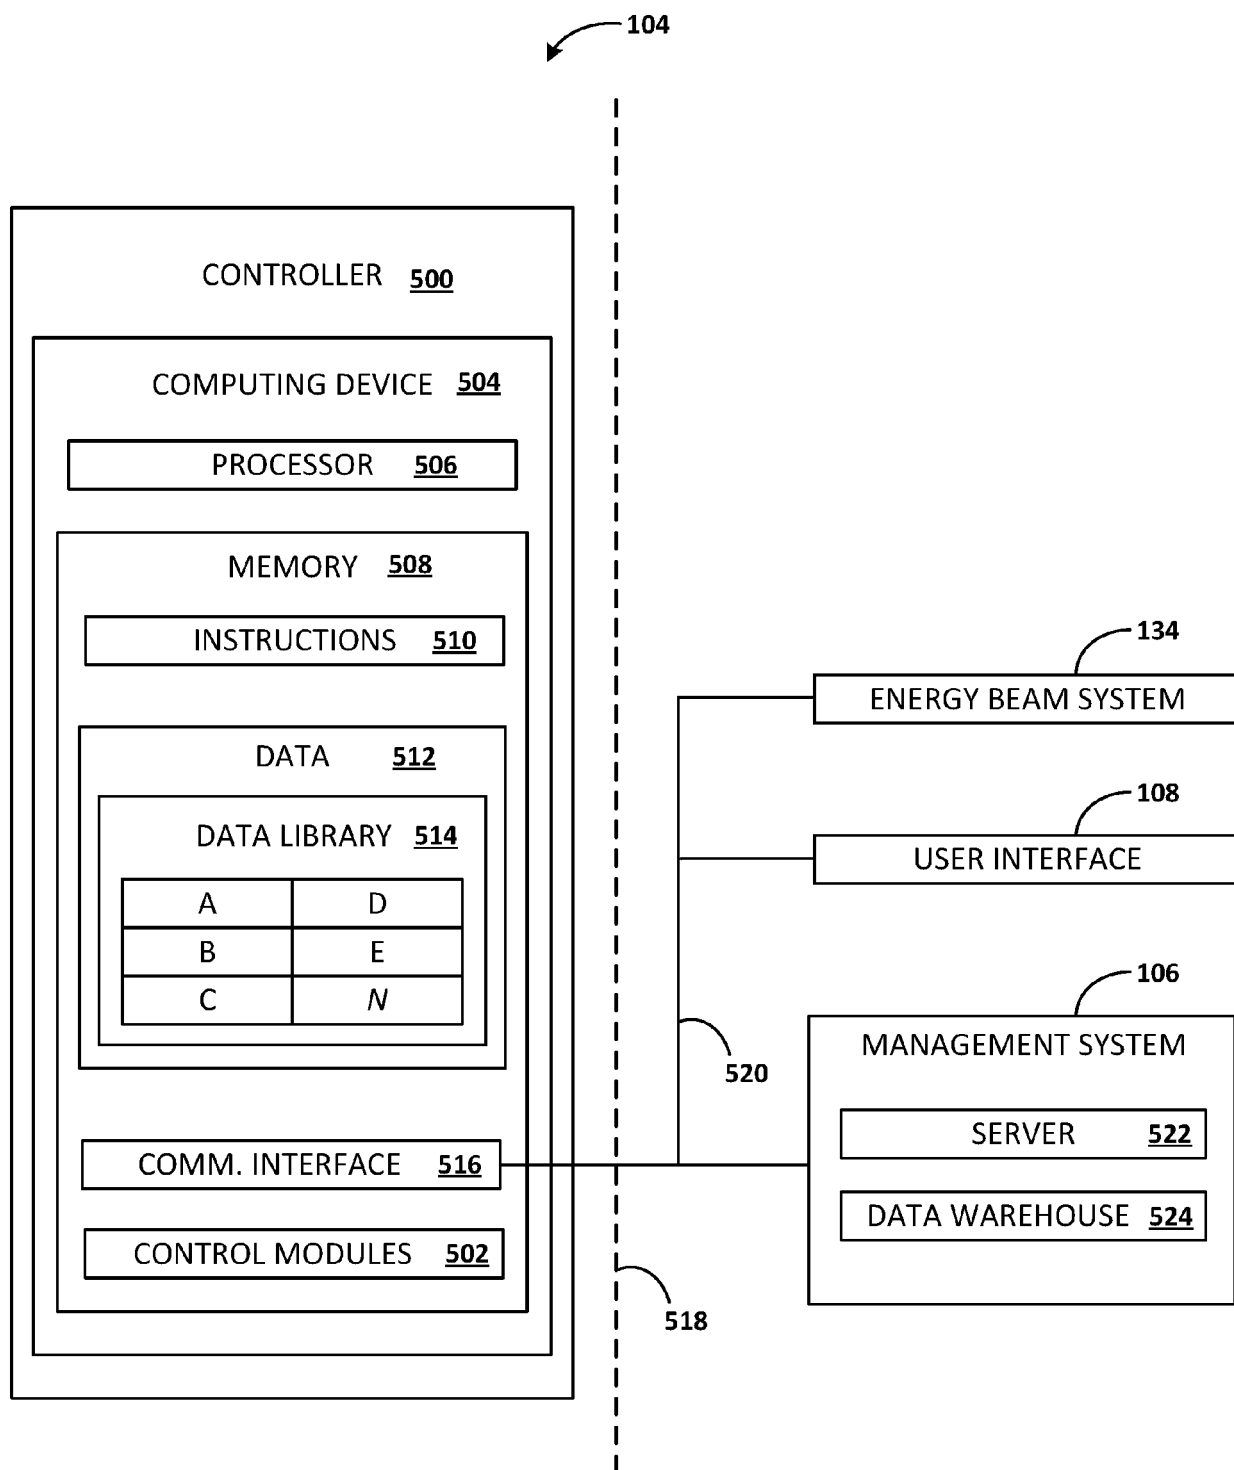 104
CONTROLLER 500
COMPUTING DEVICE 504
PROCESSOR 506
MEMORY 508
INSTRUCTIONS 510
DATA 512
DATA LIBRARY 514
A D
B E
C N
COMM. INTERFACE 516
CONTROL MODULES 502
134
ENERGY BEAM SYSTEM
108
USER INTERFACE
106
MANAGEMENT SYSTEM
SERVER 522
DATA WAREHOUSE 524
520
518